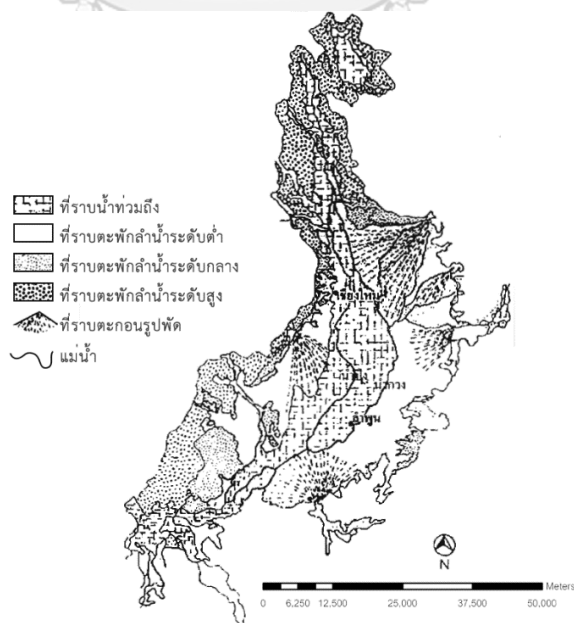 ที่ราบน้ำท่วมถึง
ที่ราบตะพักลำน้ำระดับต่ำ
ที่ราบตะพักลำน้ำระดับกลาง
ที่ราบตะพักลำน้ำระดับสูง
ที่ราบตะกอนรูปพัด
แม่น้ำ
เชียงใหม่
ลำพูน
N
Meters
0 6,250 12,500 25,000 37,500 50,000